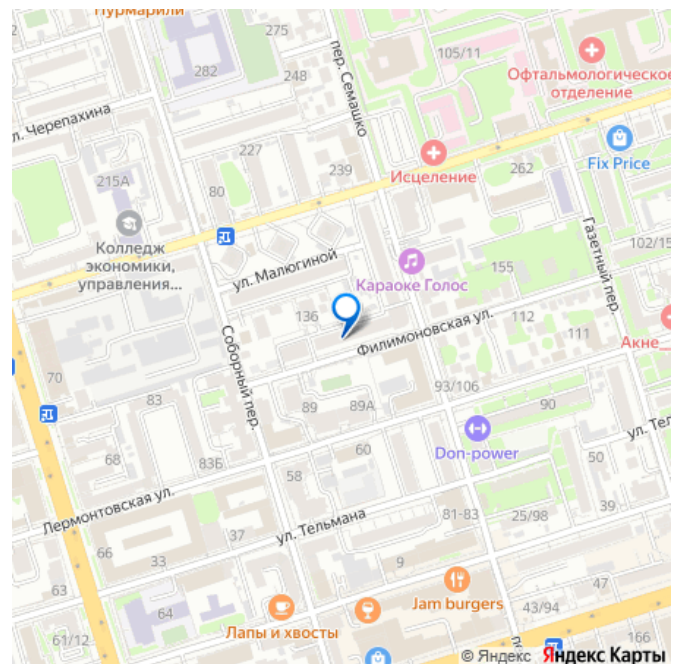 Нурмарили
275
12
282
248
пер. Семашко
105/11
Офтальмологическое
отделение
л. Черепахина
227
239
Исцеление
262
Fix Price
215А
80
Колледж
экономики,
управления...
ул. Малюгиной
Караоке Голос
155
Газетный пер.
102/15
136
Филимоновская ул.
112
111
Акне_
70
Соборный пер.
83
89
89А
93/106
90
68
83Б
60
Don-power
ул. Тел
58
50
Лермонтовская ул.
66
37
33
ул. Тельмана
81-83
25/98
39
63
9
64
Jam burgers
47
43/94
61/12
Лапы и хвосты
166
© Яндекс Яндекс Карты